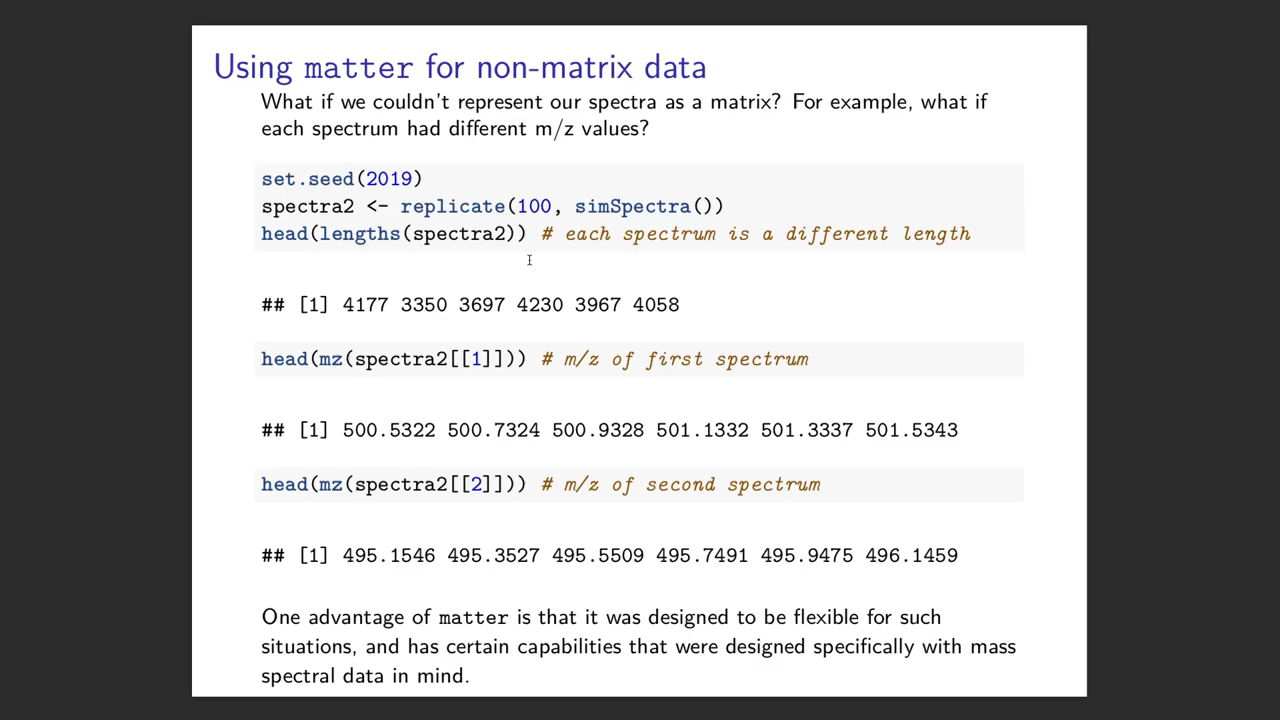 Using matter for non-matrix data
What if we couldn't represent our spectra as a matrix? For example, what if
each spectrum had different m/z values?
set.seed(2019)
spectra2 <- replicate(100, simSpectra())
head(lengths(spectra2)) # each spectrum is a different length
## [1] 4177 3350 3697 4230 3967 4058
head(mz(spectra2[[1]])) # m/z of first spectrum
## [1] 500.5322 500.7324 500.9328 501.1332 501.3337 501.5343
head(mz(spectra2[[2]])) # m/z of second spectrum
## [1] 495.1546 495.3527 495.5509 495.7491 495.9475 496.1459
One advantage of matter is that it was designed to be flexible for such
situations, and has certain capabilities that were designed specifically with mass
spectral data in mind.